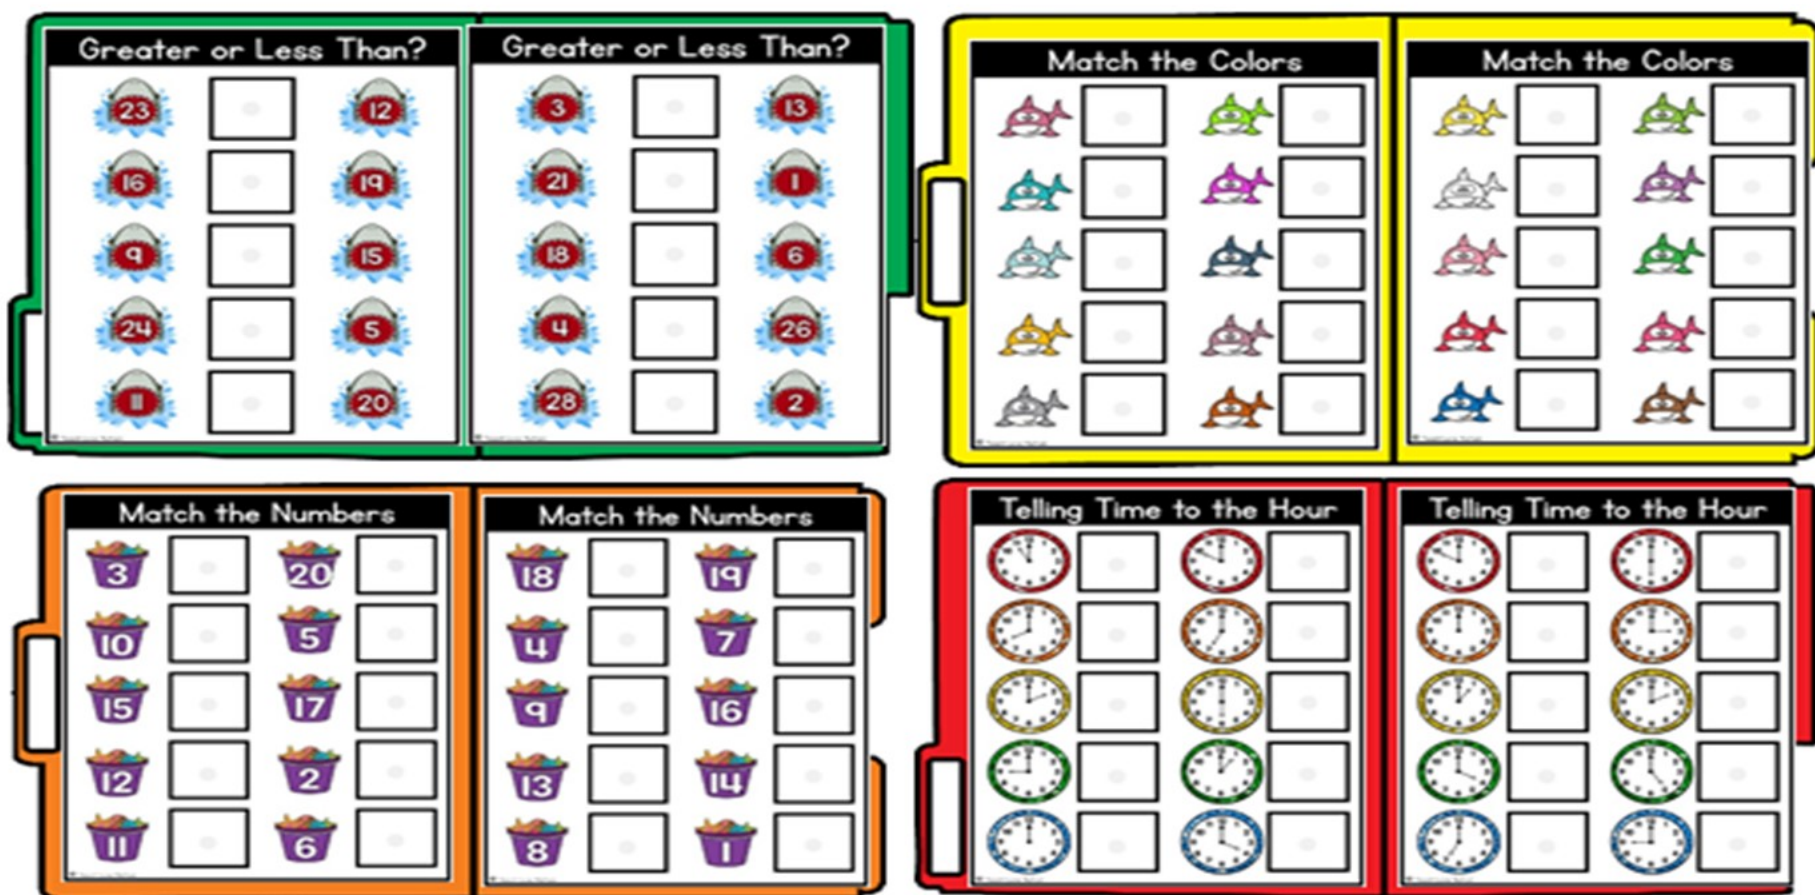 Greater or Less Than?
23 12
16 19
9 15
24 5
11 20
Greater or Less Than?
3 13
21 1
18 6
4 26
28 2
Match the Colors
Match the Colors
Match the Numbers
3 20
10 5
15 17
12 2
11 6
Match the Numbers
18 19
4 7
9 16
13 14
8 1
Telling Time to the Hour
Telling Time to the Hour